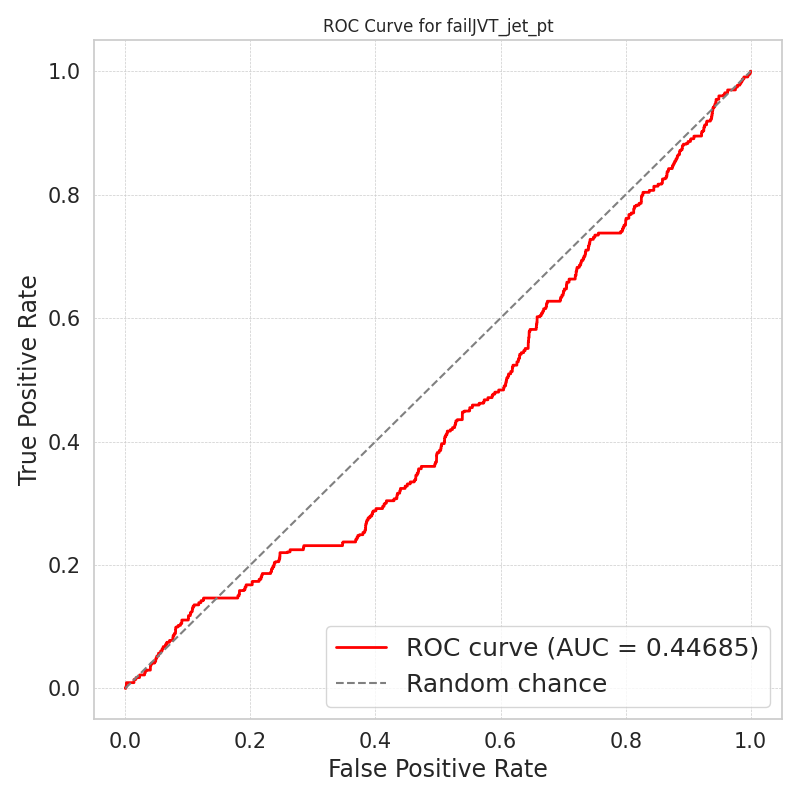 ROC Curve for failJVT_jet_pt
1.0
0.8
0.6
0.4
0.2
0.0
True Positive Rate
ROC curve (AUC = 0.44685)
Random chance
0.0 0.2 0.4 0.6 0.8 1.0
False Positive Rate